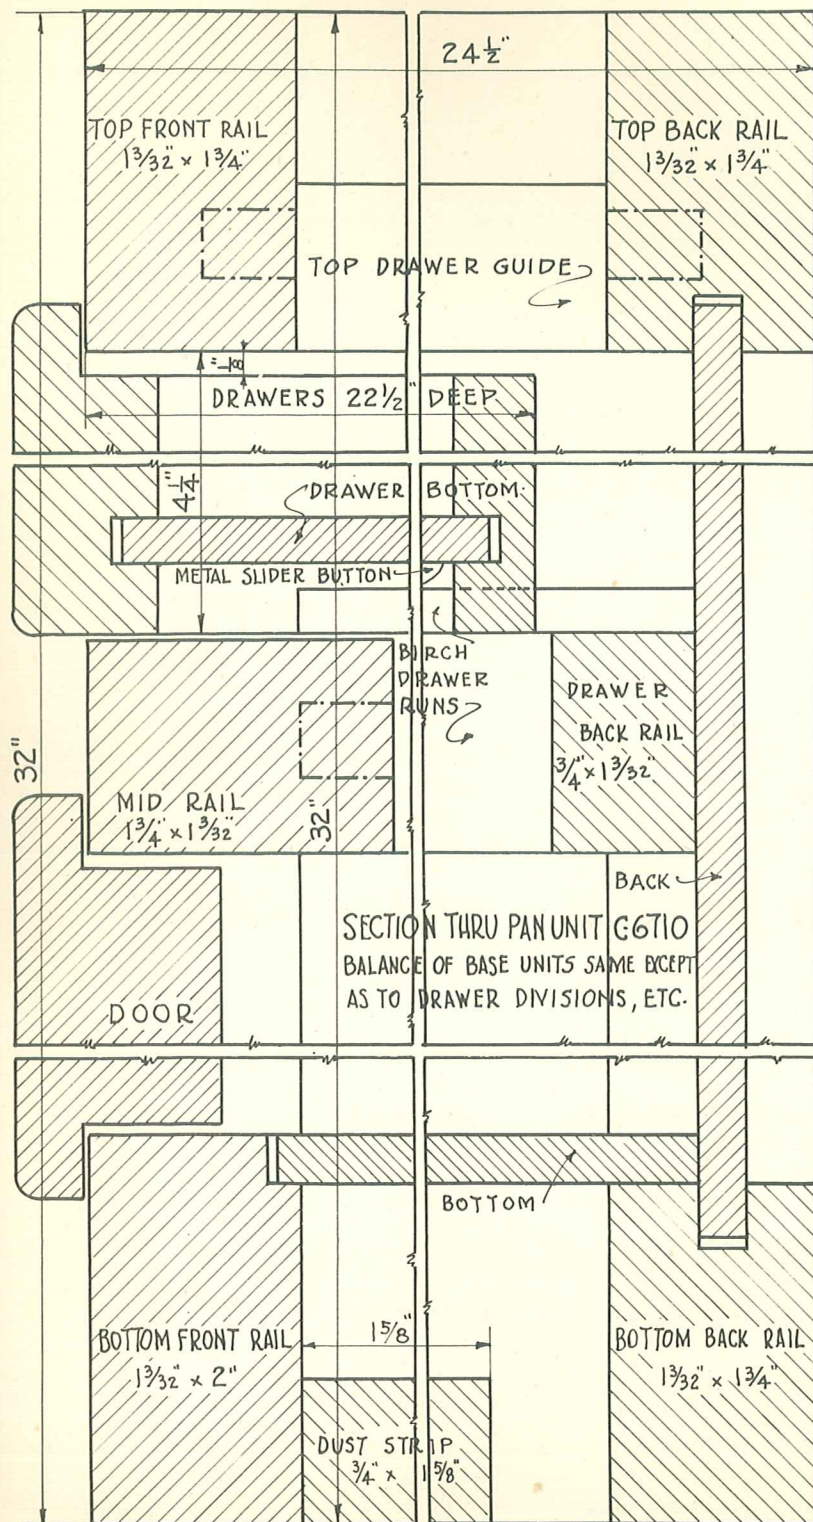 24½"
TOP FRONT RAIL
1³⁄₃₂" × 1¾"
TOP BACK RAIL
1³⁄₃₂" × 1¾"
TOP DRAWER GUIDE
⅛"
DRAWERS 22½" DEEP
4¼"
DRAWER BOTTOM
METAL SLIDER BUTTON
BIRCH
DRAWER
RUNS
DRAWER
BACK RAIL
¾" × 1³⁄₃₂"
32"
32"
MID RAIL
1¾" × 1³⁄₃₂"
BACK
SECTION THRU PAN UNIT C-6710
BALANCE OF BASE UNITS SAME EXCEPT
AS TO DRAWER DIVISIONS, ETC.
DOOR
BOTTOM
BOTTOM FRONT RAIL
1³⁄₃₂" × 2"
1⅝"
BOTTOM BACK RAIL
1³⁄₃₂" × 1¾"
DUST STRIP
¾" × 1⅝"